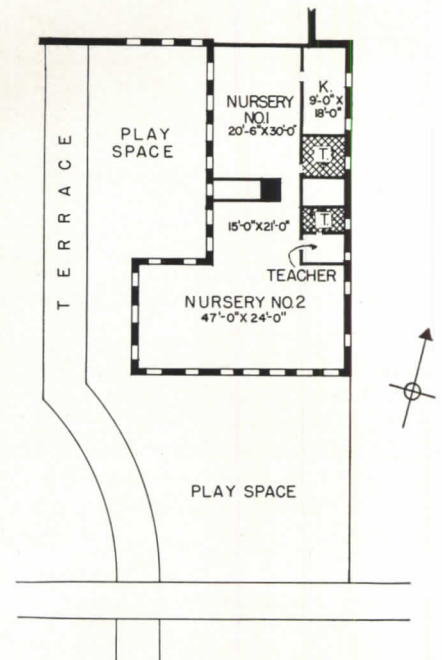 PLAY
SPACE
TERRACE
NURSERY
NO.1
20'-6"X30'-0"
K.
9'-0"X
18'-0"
T.
15'-0"X21'-0"
T.
TEACHER
NURSERY NO.2
47'-0"X 24'-0"
PLAY SPACE